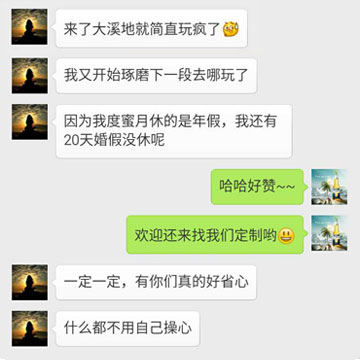 来了大溪地就简直玩疯了
我又开始琢磨下一段去哪玩了
因为我度蜜月休的是年假，我还有
20天婚假没休呢
哈哈好赞~~
欢迎还来找我们定制哟
一定一定，有你们真的好省心
什么都不用自己操心